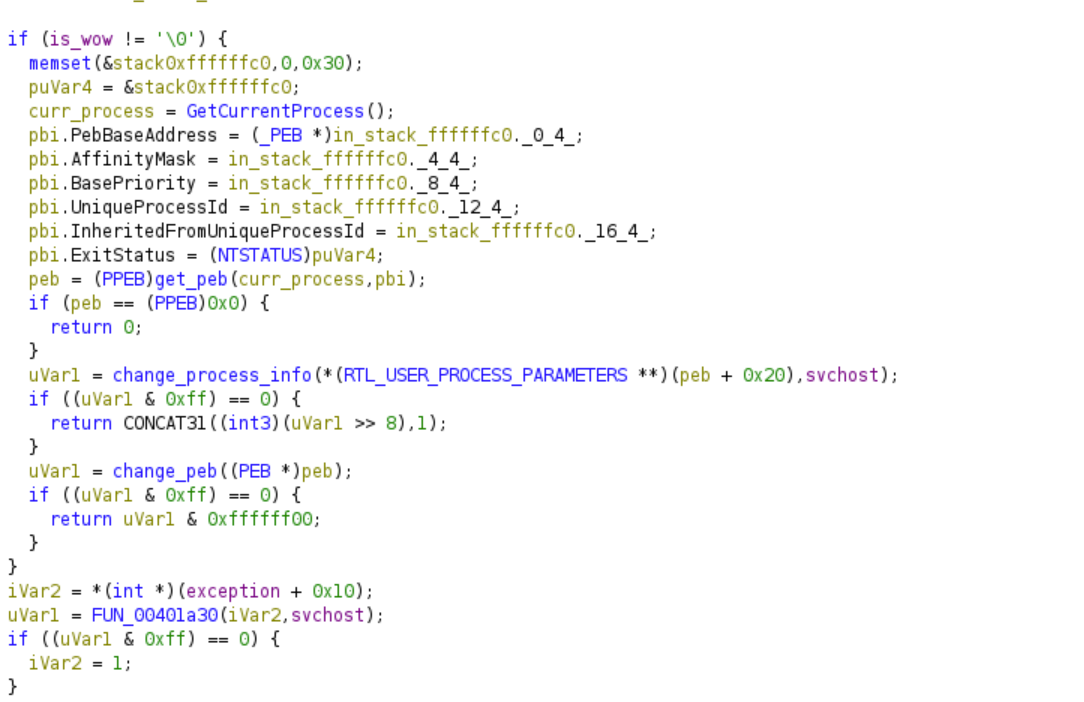 if (is_wow != '\0') {
memset(&stack0xffffffc0,0,0x30);
puVar4 = &stack0xffffffc0;
curr_process = GetCurrentProcess();
pbi.PebBaseAddress = (_PEB *)in_stack_ffffffc0._0_4_;
pbi.AffinityMask = in_stack_ffffffc0._4_4_;
pbi.BasePriority = in_stack_ffffffc0._8_4_;
pbi.UniqueProcessId = in_stack_ffffffc0._12_4_;
pbi.InheritedFromUniqueProcessId = in_stack_ffffffc0._16_4_;
pbi.ExitStatus = (NTSTATUS)puVar4;
peb = (PPEB)get_peb(curr_process,pbi);
if (peb == (PPEB)0x0) {
return 0;
}
uVar1 = change_process_info(*(RTL_USER_PROCESS_PARAMETERS **)(peb + 0x20),svchost);
if ((uVar1 & 0xff) == 0) {
return CONCAT31((int3)(uVar1 >> 8),1);
}
uVar1 = change_peb((PEB *)peb);
if ((uVar1 & 0xff) == 0) {
return uVar1 & 0xffffff00;
}
}
iVar2 = *(int *)(exception + 0x10);
uVar1 = FUN_00401a30(iVar2,svchost);
if ((uVar1 & 0xff) == 0) {
iVar2 = 1;
}